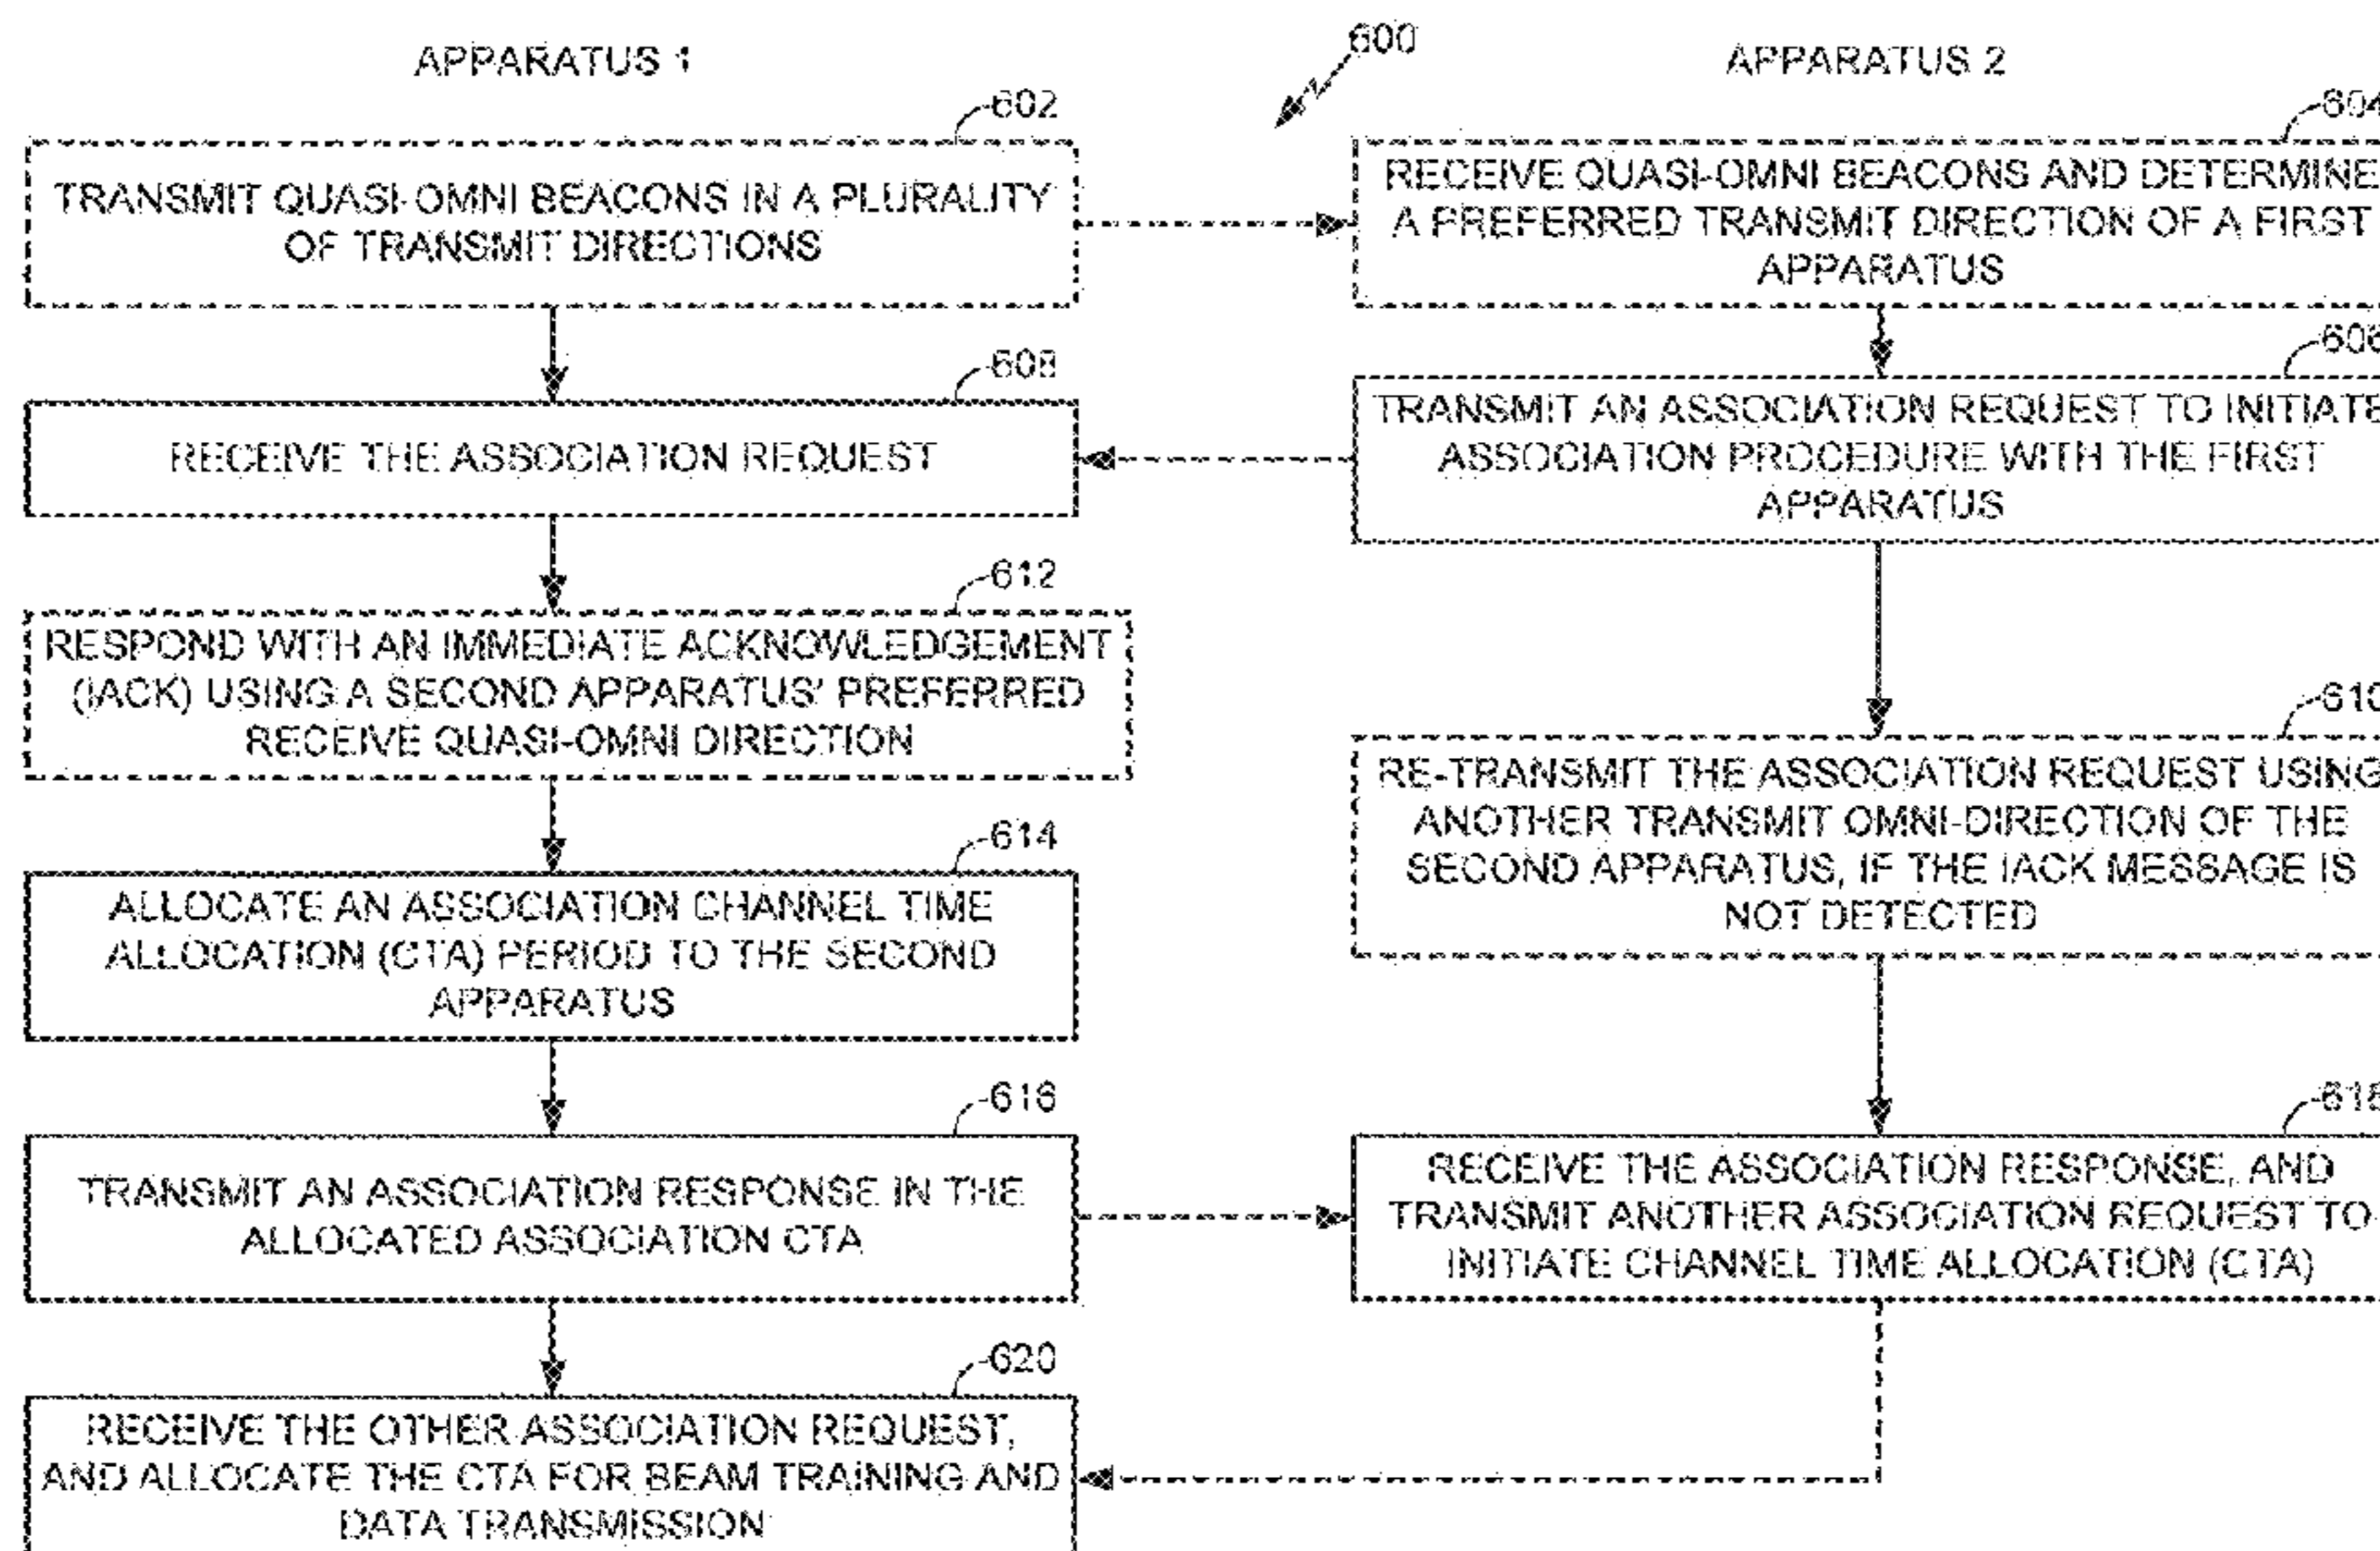 APPARATUS 1
600
APPARATUS 2
602
TRANSMIT QUASI-OMNI BEACONS IN A PLURALITY
OF TRANSMIT DIRECTIONS
604
RECEIVE QUASI-OMNI BEACONS AND DETERMINE
A PREFERRED TRANSMIT DIRECTION OF A FIRST
APPARATUS
608
RECEIVE THE ASSOCIATION REQUEST
606
TRANSMIT AN ASSOCIATION REQUEST TO INITIATE
ASSOCIATION PROCEDURE WITH THE FIRST
APPARATUS
612
RESPOND WITH AN IMMEDIATE ACKNOWLEDGEMENT
(IACK) USING A SECOND APPARATUS' PREFERRED
RECEIVE QUASI-OMNI DIRECTION
610
RE-TRANSMIT THE ASSOCIATION REQUEST USING
ANOTHER TRANSMIT OMNI-DIRECTION OF THE
SECOND APPARATUS, IF THE IACK MESSAGE IS
NOT DETECTED
614
ALLOCATE AN ASSOCIATION CHANNEL TIME
ALLOCATION (CTA) PERIOD TO THE SECOND
APPARATUS
616
TRANSMIT AN ASSOCIATION RESPONSE IN THE
ALLOCATED ASSOCIATION CTA
618
RECEIVE THE ASSOCIATION RESPONSE, AND
TRANSMIT ANOTHER ASSOCIATION REQUEST TO
INITIATE CHANNEL TIME ALLOCATION (CTA)
620
RECEIVE THE OTHER ASSOCIATION REQUEST,
AND ALLOCATE THE CTA FOR BEAM TRAINING AND
DATA TRANSMISSION